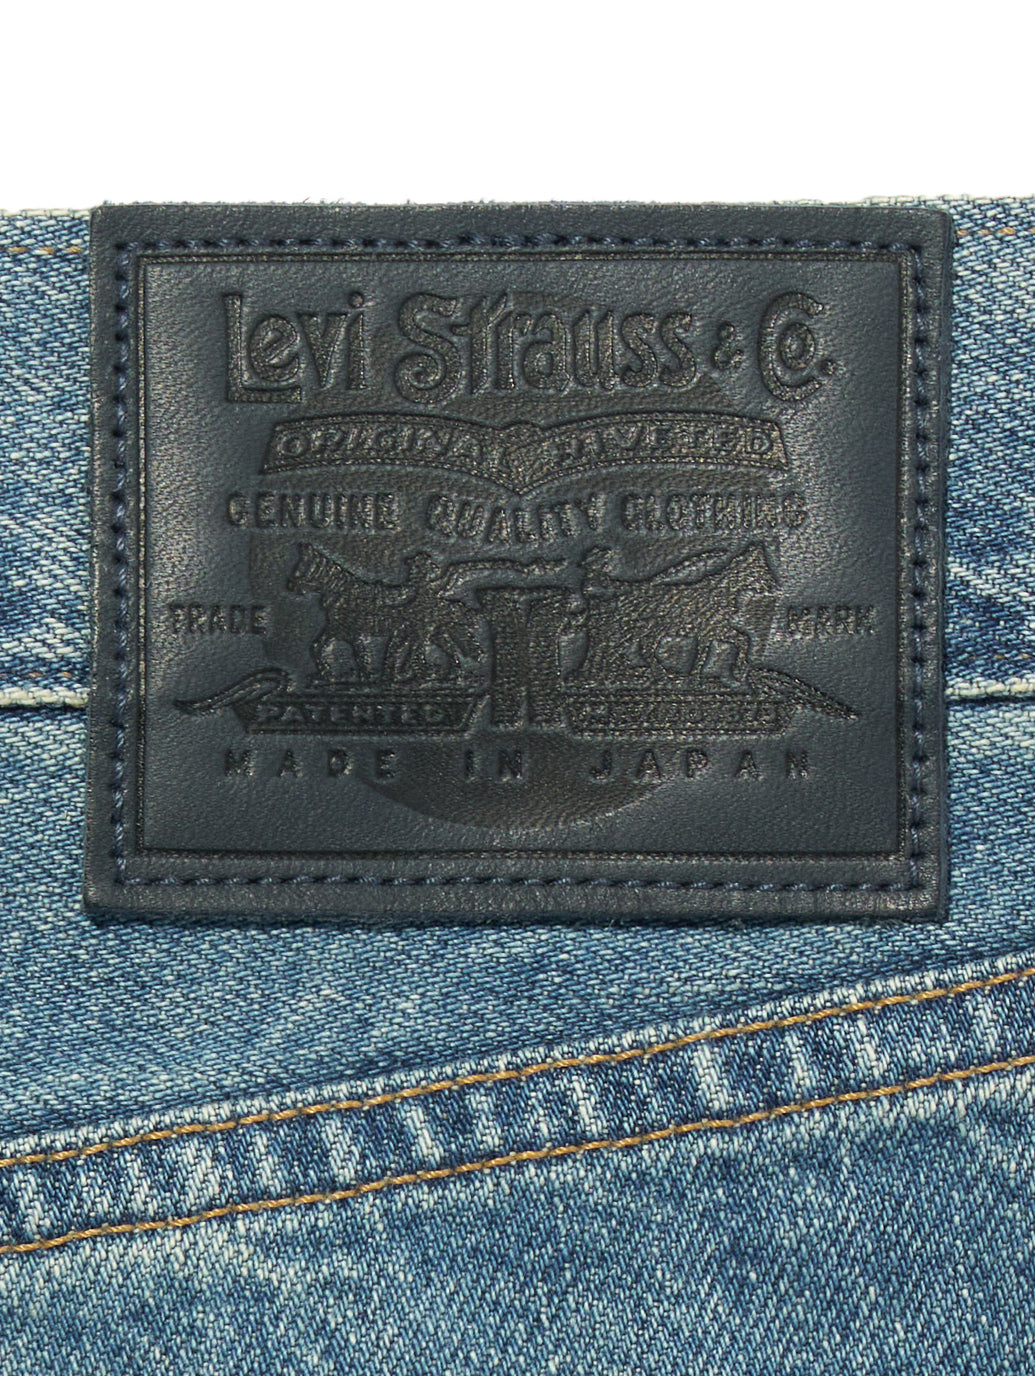 Levi Strauss & Co.
ORIGINAL RIVETED
GENUINE QUALITY CLOTHING
TRADE MARK
PATENTED
MADE IN JAPAN